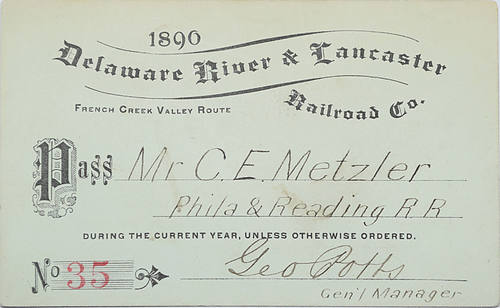 1890
Delaware River & Lancaster
Railroad Co.
French Creek Valley Route
Pass Mr C. E. Metzler
Phila & Reading R R
DURING THE CURRENT YEAR, UNLESS OTHERWISE ORDERED.
No 35
Geo Potts
Gen'l Manager